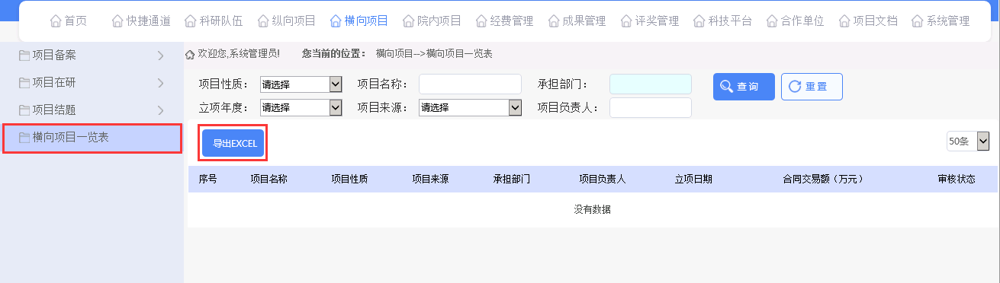 首页 快捷通道 科研队伍 纵向项目 横向项目 院内项目 经费管理 成果管理 评奖管理 科技平台 合作单位 项目文档 系统管理
项目备案
项目在研
项目结题
横向项目一览表
欢迎您,系统管理员! 您当前的位置： 横向项目-->横向项目一览表
项目性质： 请选择 项目名称： 承担部门： 查询 重置
立项年度： 请选择 项目来源： 请选择 项目负责人：
导出EXCEL 50条
序号 项目名称 项目性质 项目来源 承担部门 项目负责人 立项日期 合同交易额（万元） 审核状态
没有数据